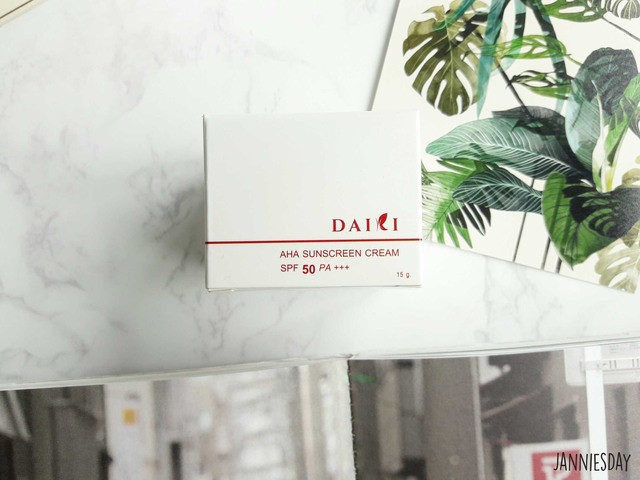 DAIKI
AHA SUNSCREEN CREAM
SPF 50 PA +++
15 g.
JANNIESDAY